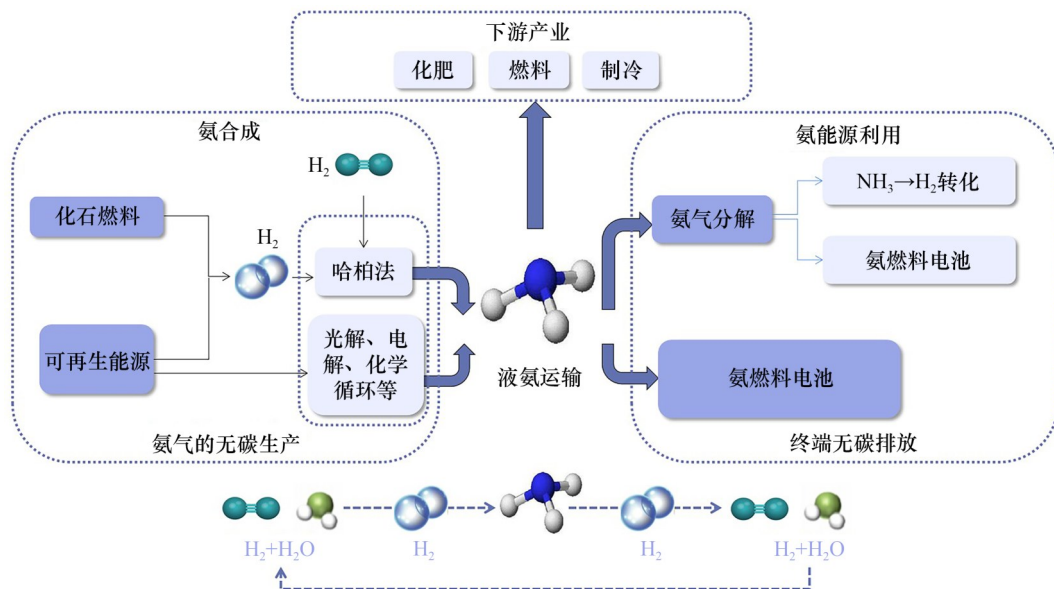 下游产业
化肥
燃料
制冷
氨合成
H₂
化石燃料
H₂
哈柏法
可再生能源
光解、电
解、化学
循环等
氨气的无碳生产
液氨运输
氨能源利用
NH₃→H₂转化
氨气分解
氨燃料电池
氨燃料电池
终端无碳排放
H₂+H₂O
H₂
H₂
H₂+H₂O